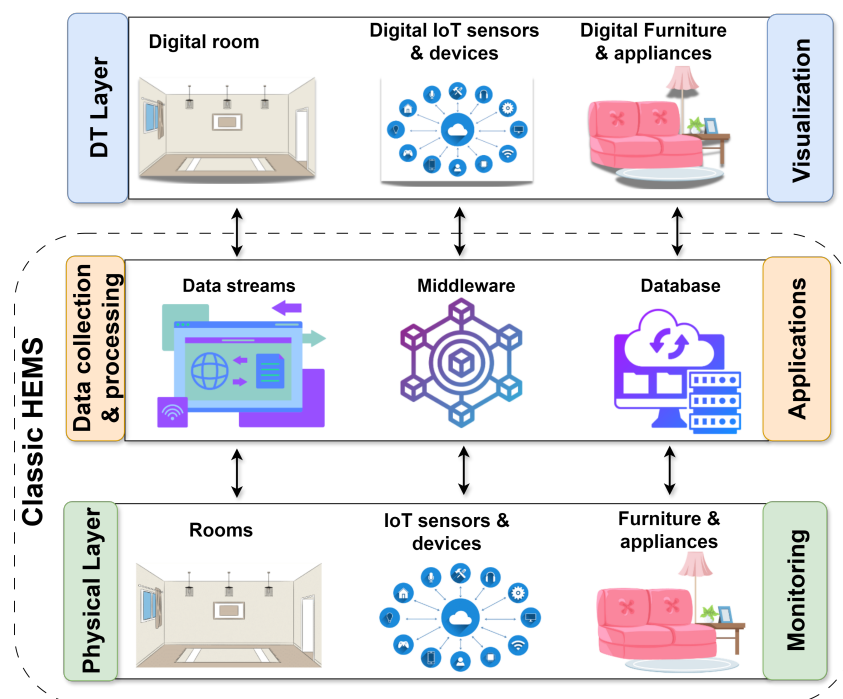 DT Layer
Digital room
Digital IoT sensors
& devices
Digital Furniture
& appliances
Visualization
Classic HEMS
Data collection
& processing
Data streams
Middleware
Database
Applications
Physical Layer
Rooms
IoT sensors &
devices
Furniture &
appliances
Monitoring